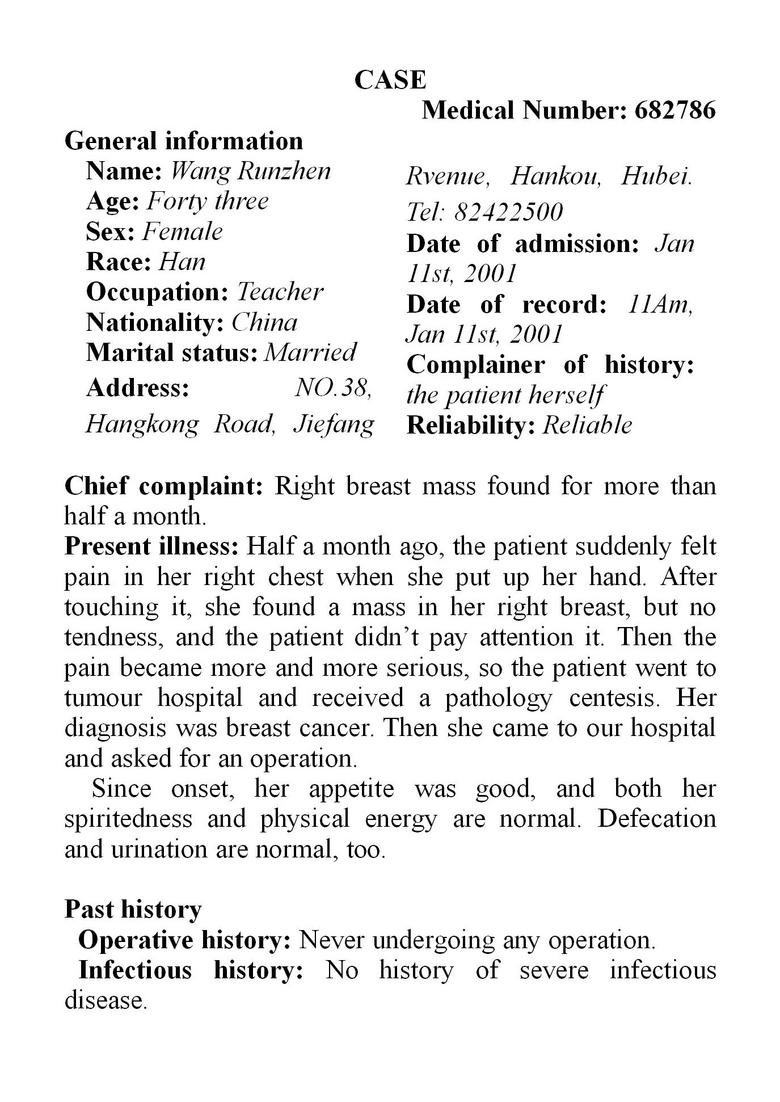 CASE
Medical Number: 682786
General information
Name: Wang Runzhen
Age: Forty three
Sex: Female
Race: Han
Occupation: Teacher
Nationality: China
Marital status: Married
Address: NO.38,
Hangkong Road, Jiefang
Rvenue, Hankou, Hubei.
Tel: 82422500
Date of admission: Jan
11st, 2001
Date of record: 11Am,
Jan 11st, 2001
Complainer of history:
the patient herself
Reliability: Reliable
Chief complaint: Right breast mass found for more than
half a month.
Present illness: Half a month ago, the patient suddenly felt
pain in her right chest when she put up her hand. After
touching it, she found a mass in her right breast, but no
tendness, and the patient didn’t pay attention it. Then the
pain became more and more serious, so the patient went to
tumour hospital and received a pathology centesis. Her
diagnosis was breast cancer. Then she came to our hospital
and asked for an operation.
Since onset, her appetite was good, and both her
spiritedness and physical energy are normal. Defecation
and urination are normal, too.
Past history
Operative history: Never undergoing any operation.
Infectious history: No history of severe infectious
disease.